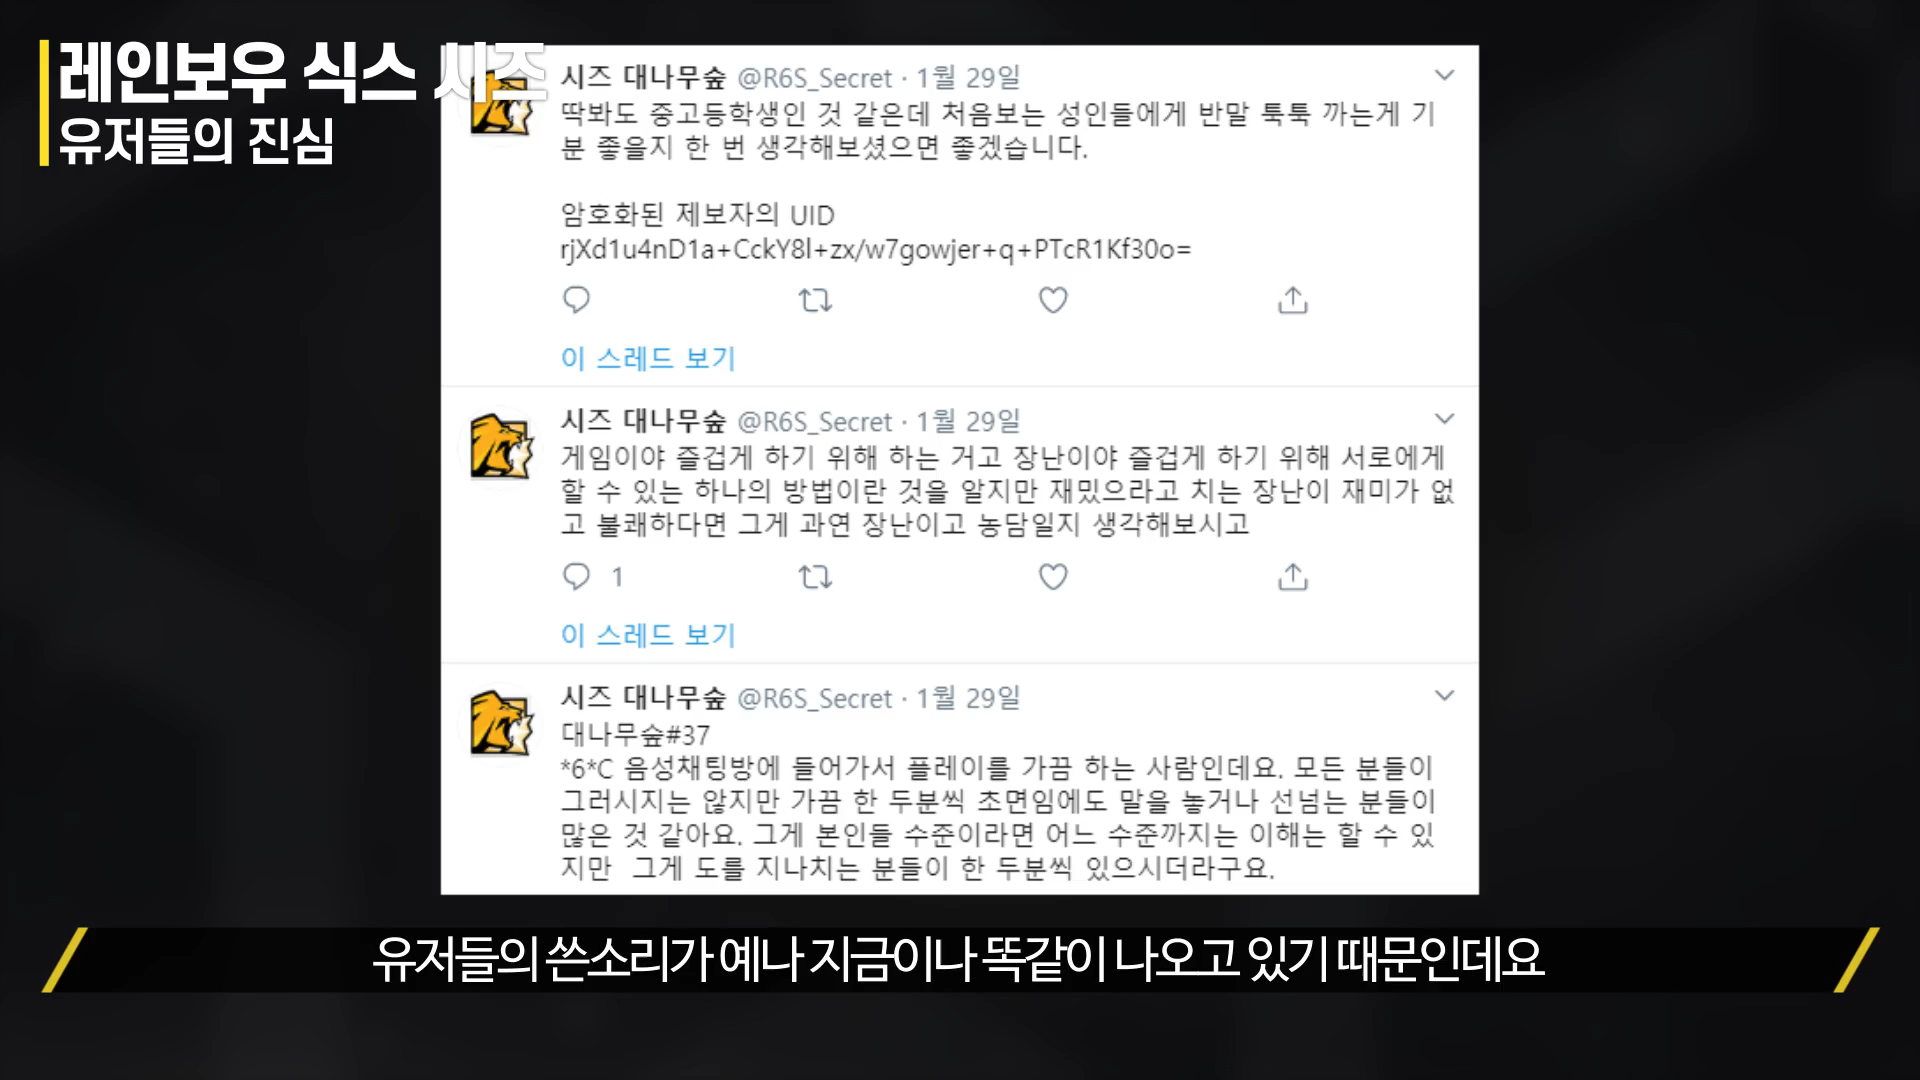 레인보우 식스 시즈
유저들의 진심
시즈 대나무숲 @R6S_Secret · 1월 29일
딱봐도 중고등학생인 것 같은데 처음보는 성인들에게 반말 툭툭 까는게 기
분 좋을지 한 번 생각해보셨으면 좋겠습니다.
암호화된 제보자의 UID
rjXd1u4nD1a+CckY8l+zx/w7gowjer+q+PTcR1Kf30o=
이 스레드 보기
시즈 대나무숲 @R6S_Secret · 1월 29일
게임이야 즐겁게 하기 위해 하는 거고 장난이야 즐겁게 하기 위해 서로에게
할 수 있는 하나의 방법이란 것을 알지만 재밌으라고 치는 장난이 재미가 없
고 불쾌하다면 그게 과연 장난이고 농담일지 생각해보시고
1
이 스레드 보기
시즈 대나무숲 @R6S_Secret · 1월 29일
대나무숲#37
*6*C 음성채팅방에 들어가서 플레이를 가끔 하는 사람인데요. 모든 분들이
그러시지는 않지만 가끔 한 두분씩 초면임에도 말을 놓거나 선넘는 분들이
많은 것 같아요. 그게 본인들 수준이라면 어느 수준까지는 이해는 할 수 있
지만  그게 도를 지나치는 분들이 한 두분씩 있으시더라구요.
유저들의 쓴소리가 예나 지금이나 똑같이 나오고 있기 때문인데요